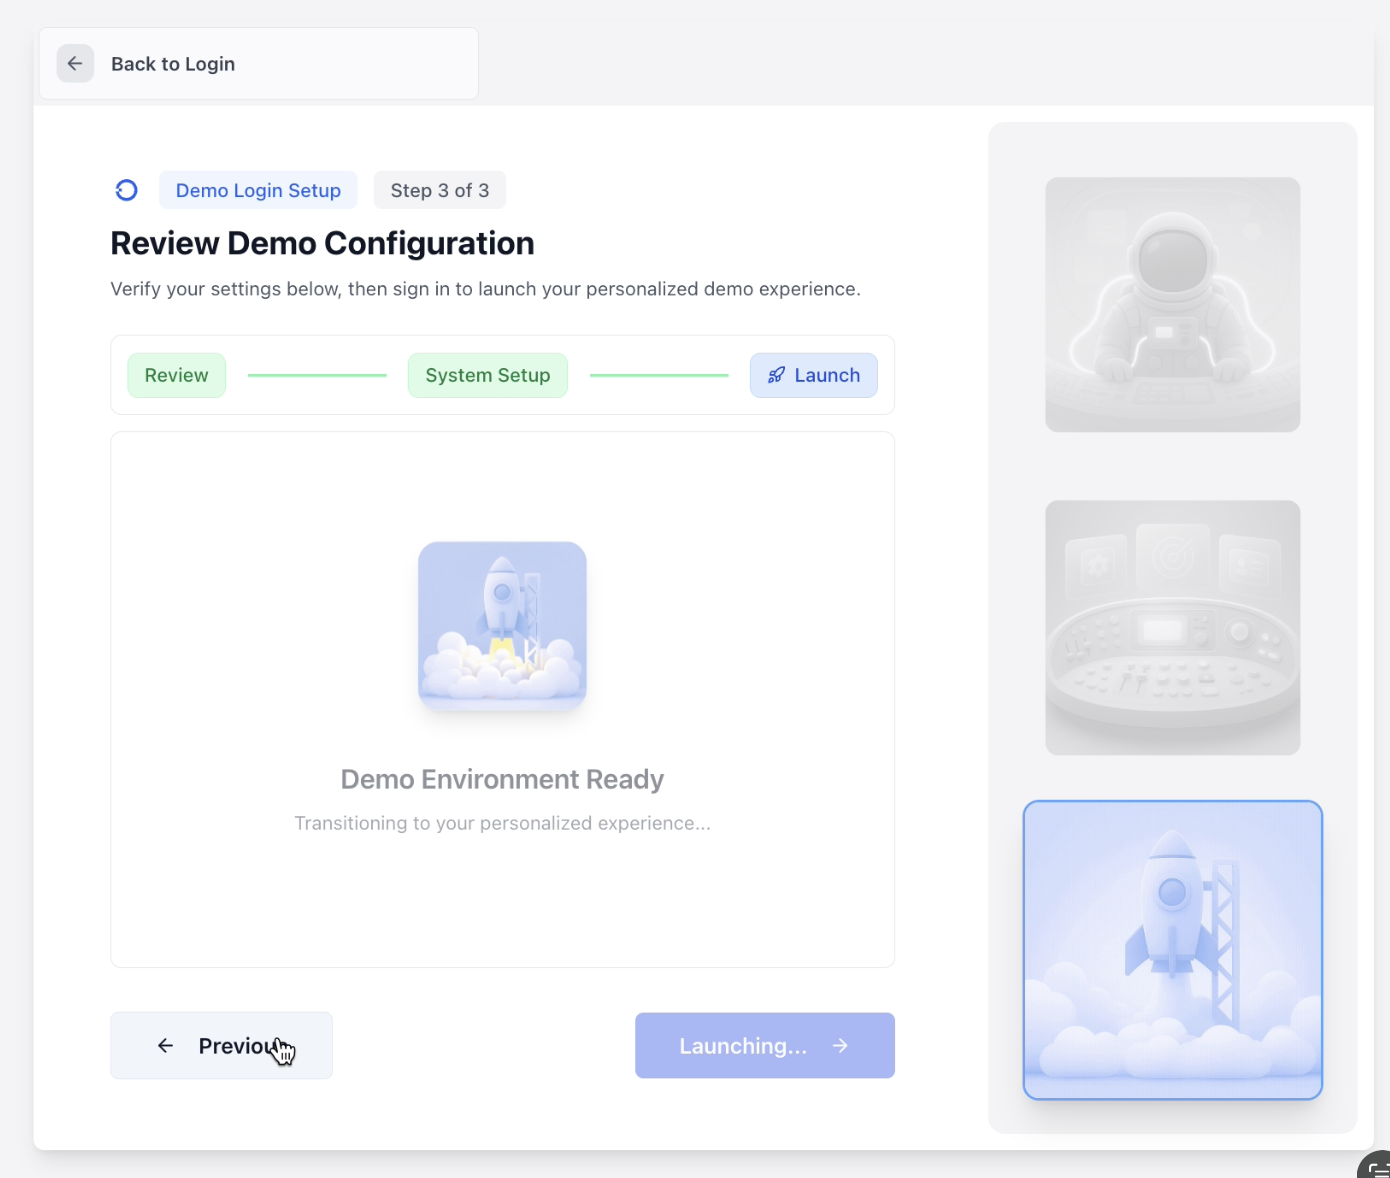 Back to Login
Demo Login Setup
Step 3 of 3
Review Demo Configuration
Verify your settings below, then sign in to launch your personalized demo experience.
Review
System Setup
Launch
Demo Environment Ready
Transitioning to your personalized experience...
Launching...